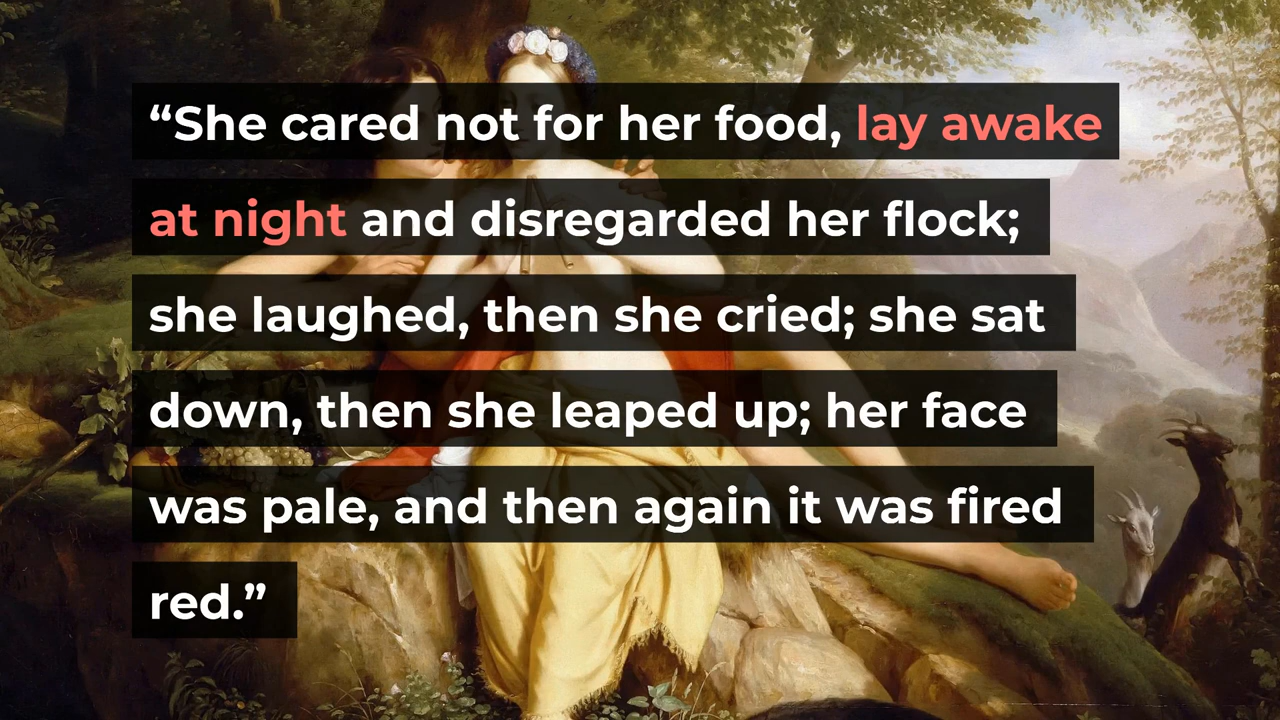 “She cared not for her food, lay awake
at night and disregarded her flock;
she laughed, then she cried; she sat
down, then she leaped up; her face
was pale, and then again it was fired
red.”